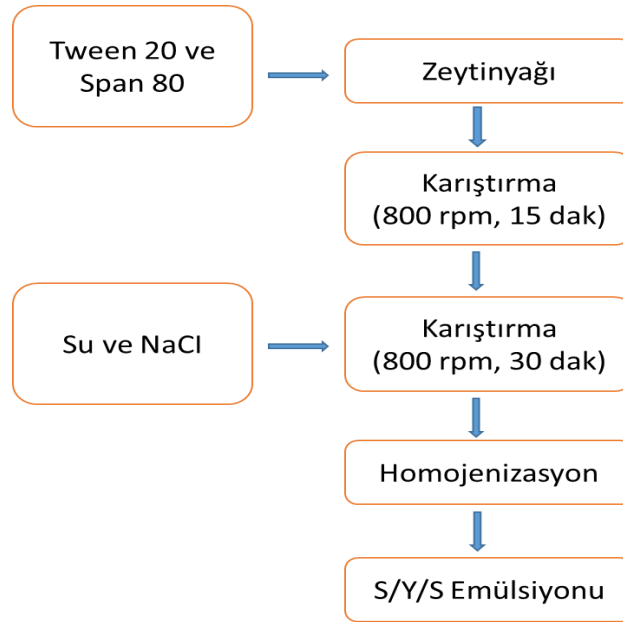 Tween 20 ve
Span 80
Zeytinyağı
Karıştırma
(800 rpm, 15 dak)
Su ve NaCI
Karıştırma
(800 rpm, 30 dak)
Homojenizasyon
S/Y/S Emülsiyonu